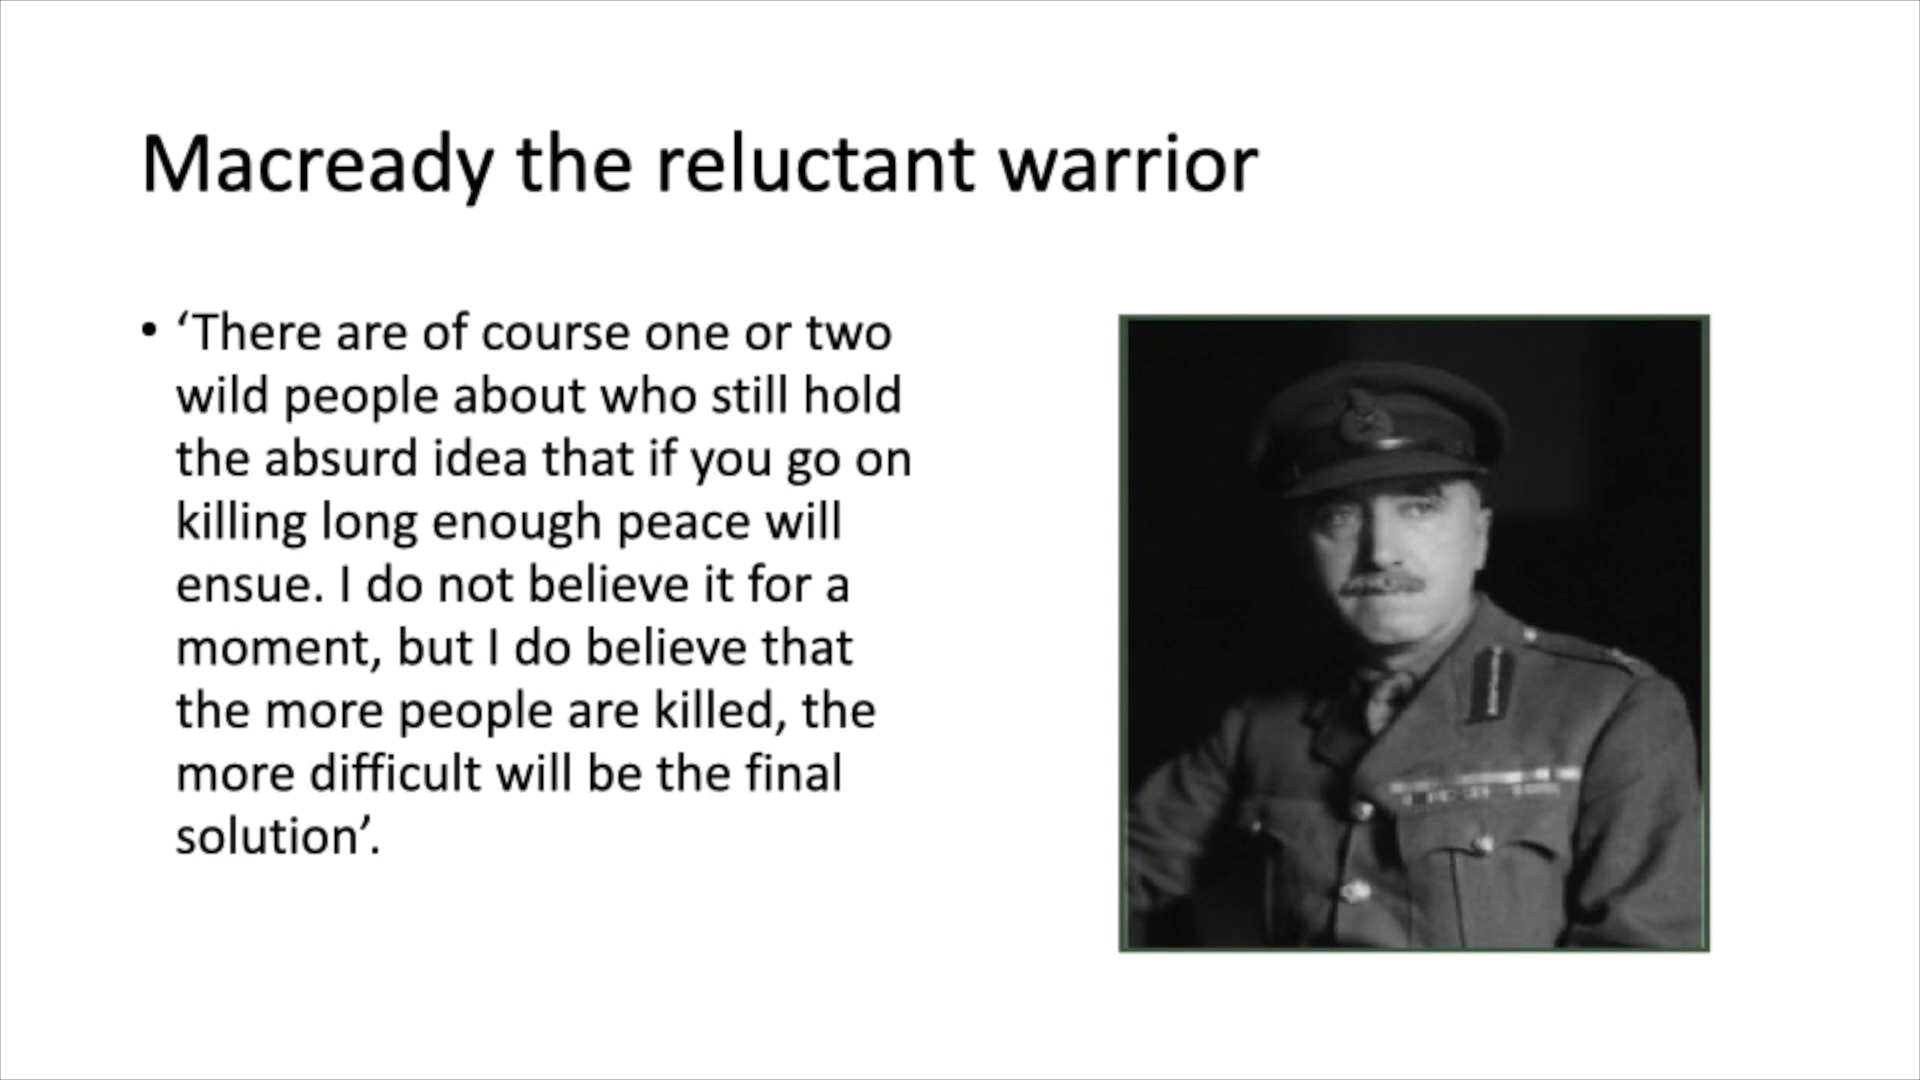 Macready the reluctant warrior
• ‘There are of course one or two
wild people about who still hold
the absurd idea that if you go on
killing long enough peace will
ensue. I do not believe it for a
moment, but I do believe that
the more people are killed, the
more difficult will be the final
solution’.